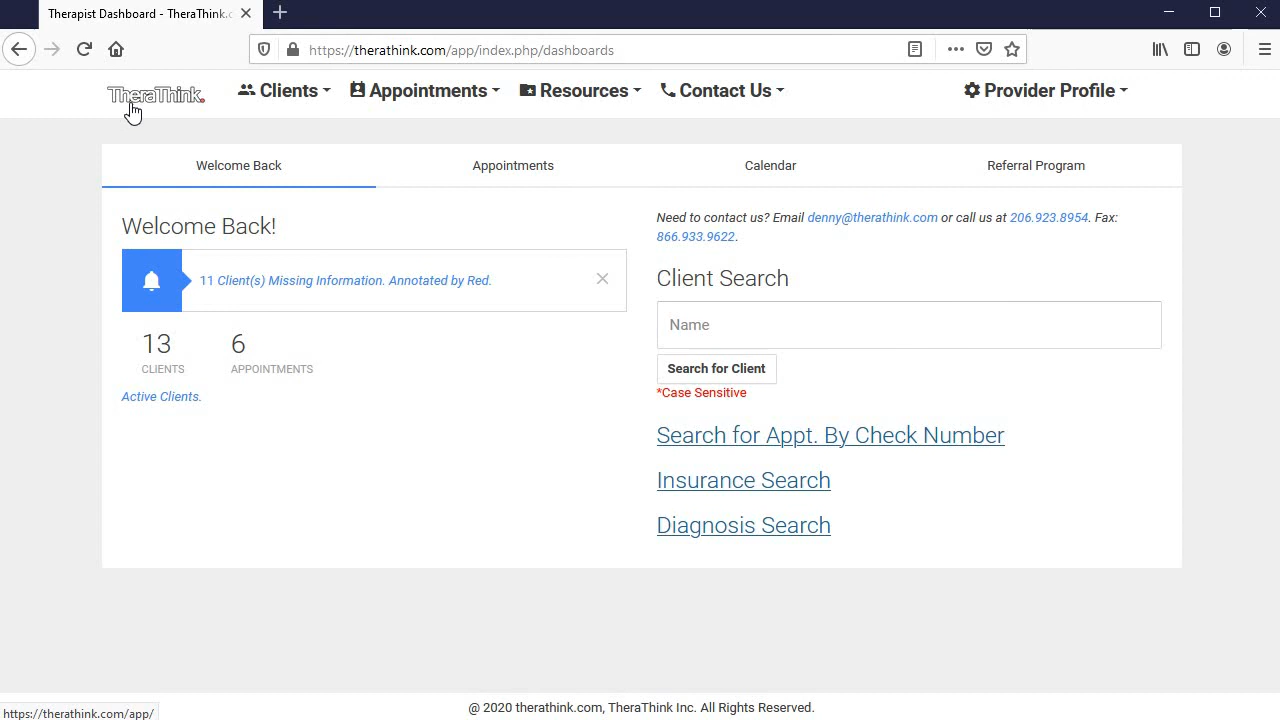 Therapist Dashboard - TheraThink.c
https://therathink.com/app/index.php/dashboards
TheraThink.
Clients
Appointments
Resources
Contact Us
Provider Profile
Welcome Back
Appointments
Calendar
Referral Program
Welcome Back!
11 Client(s) Missing Information. Annotated by Red.
13
CLIENTS
6
APPOINTMENTS
Active Clients.
Need to contact us? Email denny@therathink.com or call us at 206.923.8954. Fax:
866.933.9622.
Client Search
Name
Search for Client
*Case Sensitive
Search for Appt. By Check Number
Insurance Search
Diagnosis Search
https://therathink.com/app/
@ 2020 therathink.com, TheraThink Inc. All Rights Reserved.